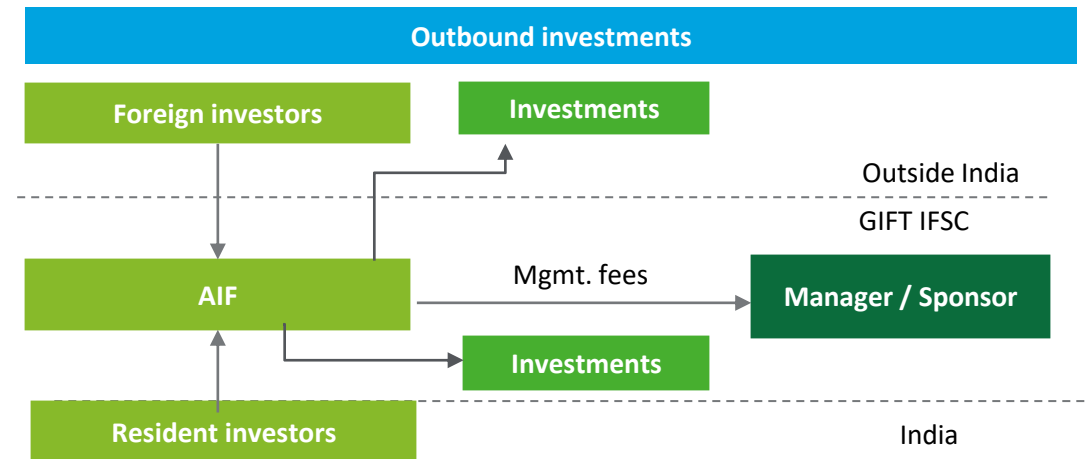 Outbound investments
Foreign investors
Investments
Outside India
GIFT IFSC
AIF
Mgmt. fees
Manager / Sponsor
Investments
Resident investors
India